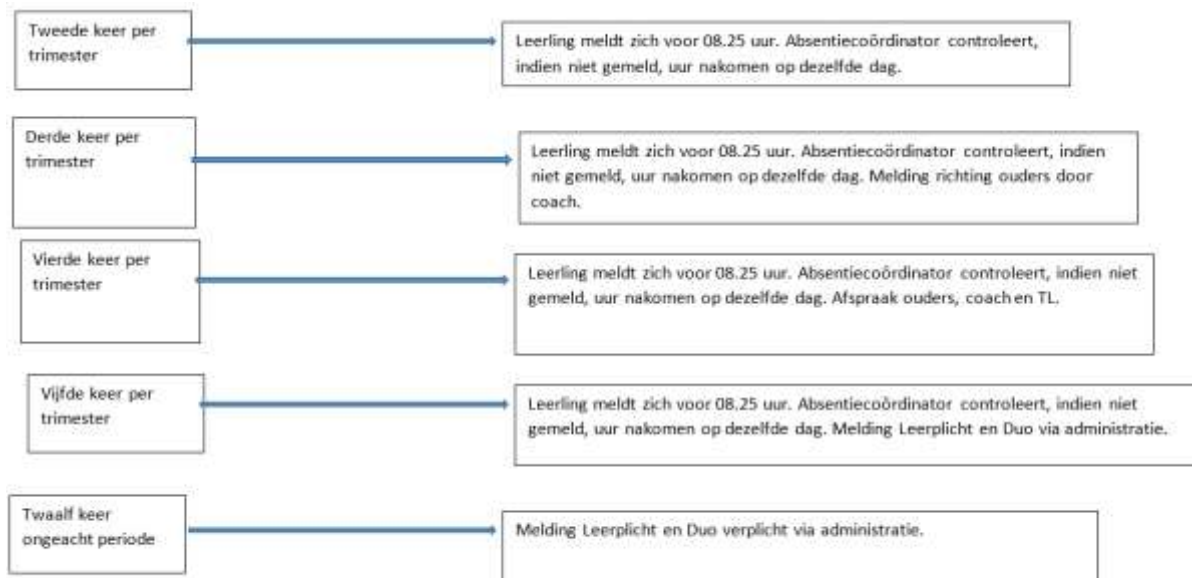 Tweede keer per
trimester
Leerling meldt zich voor 08.25 uur. Absentiecoördinator controleert,
indien niet gemeld, uur nakomen op dezelfde dag.
Derde keer per
trimester
Leerling meldt zich voor 08.25 uur. Absentiecoördinator controleert, indien
niet gemeld, uur nakomen op dezelfde dag. Melding richting ouders door
coach.
Vierde keer per
trimester
Leerling meldt zich voor 08.25 uur. Absentiecoördinator controleert, indien niet
gemeld, uur nakomen op dezelfde dag. Afspraak ouders, coach en TL.
Vijfde keer per
trimester
Leerling meldt zich voor 08.25 uur. Absentiecoördinator controleert, indien niet
gemeld, uur nakomen op dezelfde dag. Melding Leerplicht en Duo via administratie.
Twaalf keer
ongeacht periode
Melding Leerplicht en Duo verplicht via administratie.